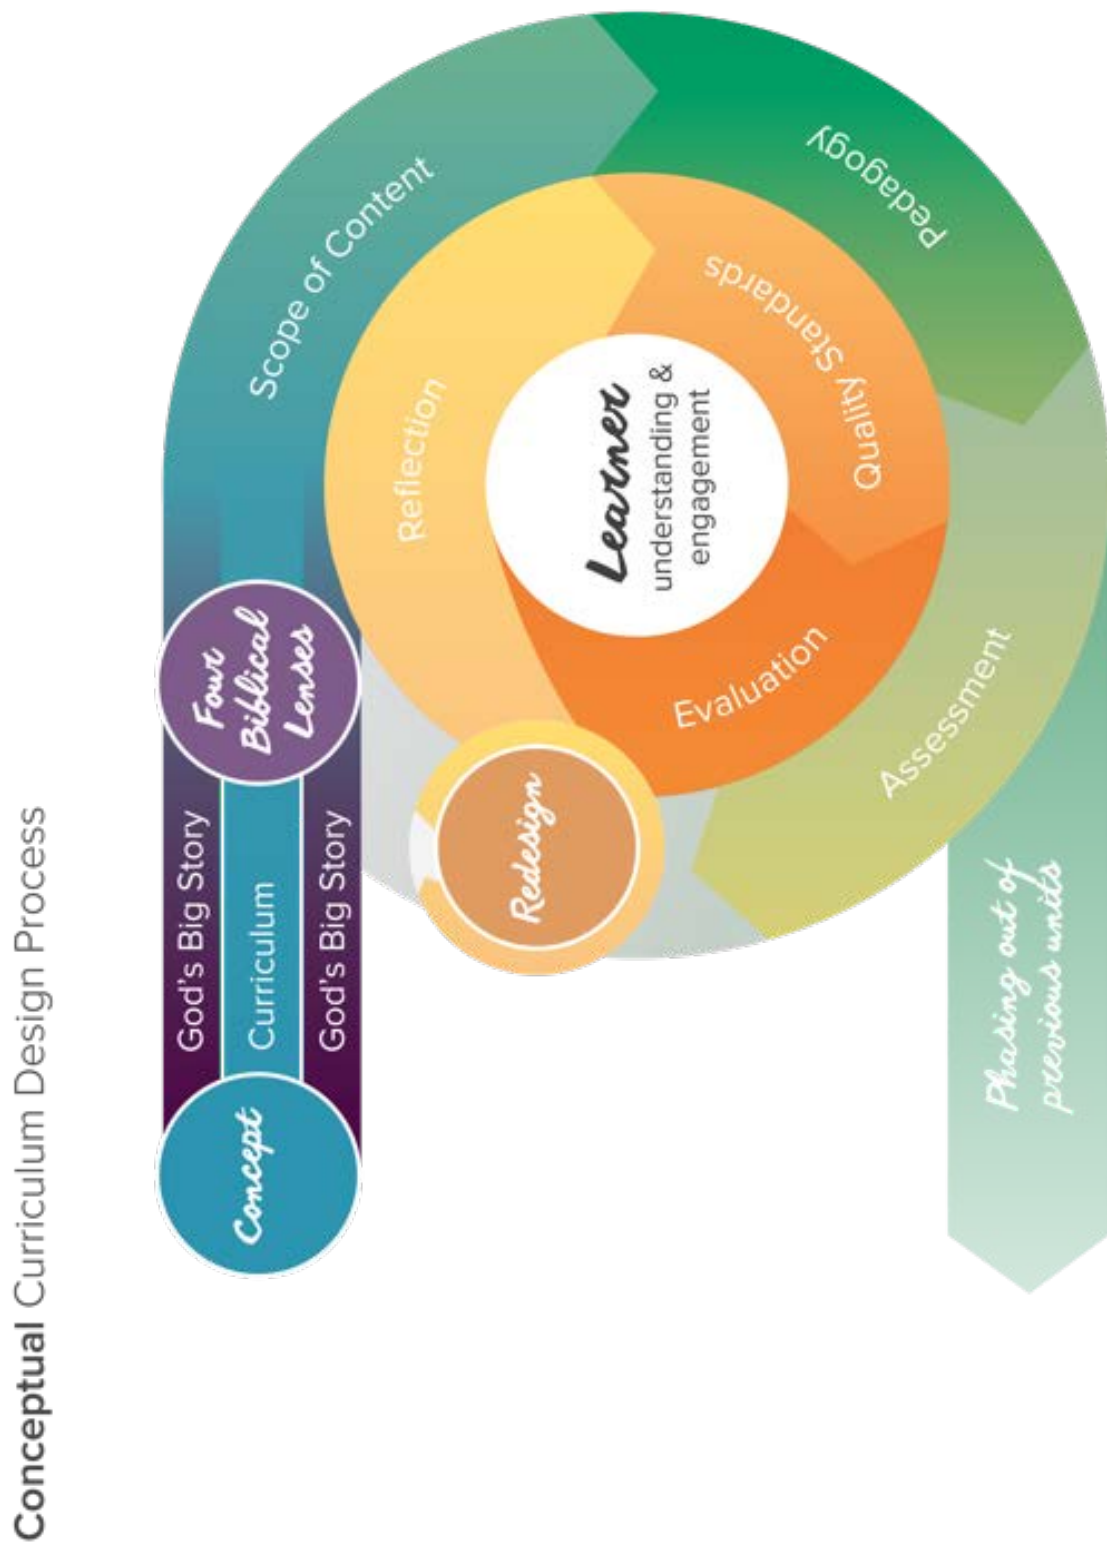 Conceptual Curriculum Design Process
Concept
God's Big Story
Curriculum
God's Big Story
Four
Biblical
Lenses
Scope of Content
Pedagogy
Assessment
Redesign
Reflection
Quality Standards
Evaluation
Learner
understanding &
engagement
Phasing out of
previous units